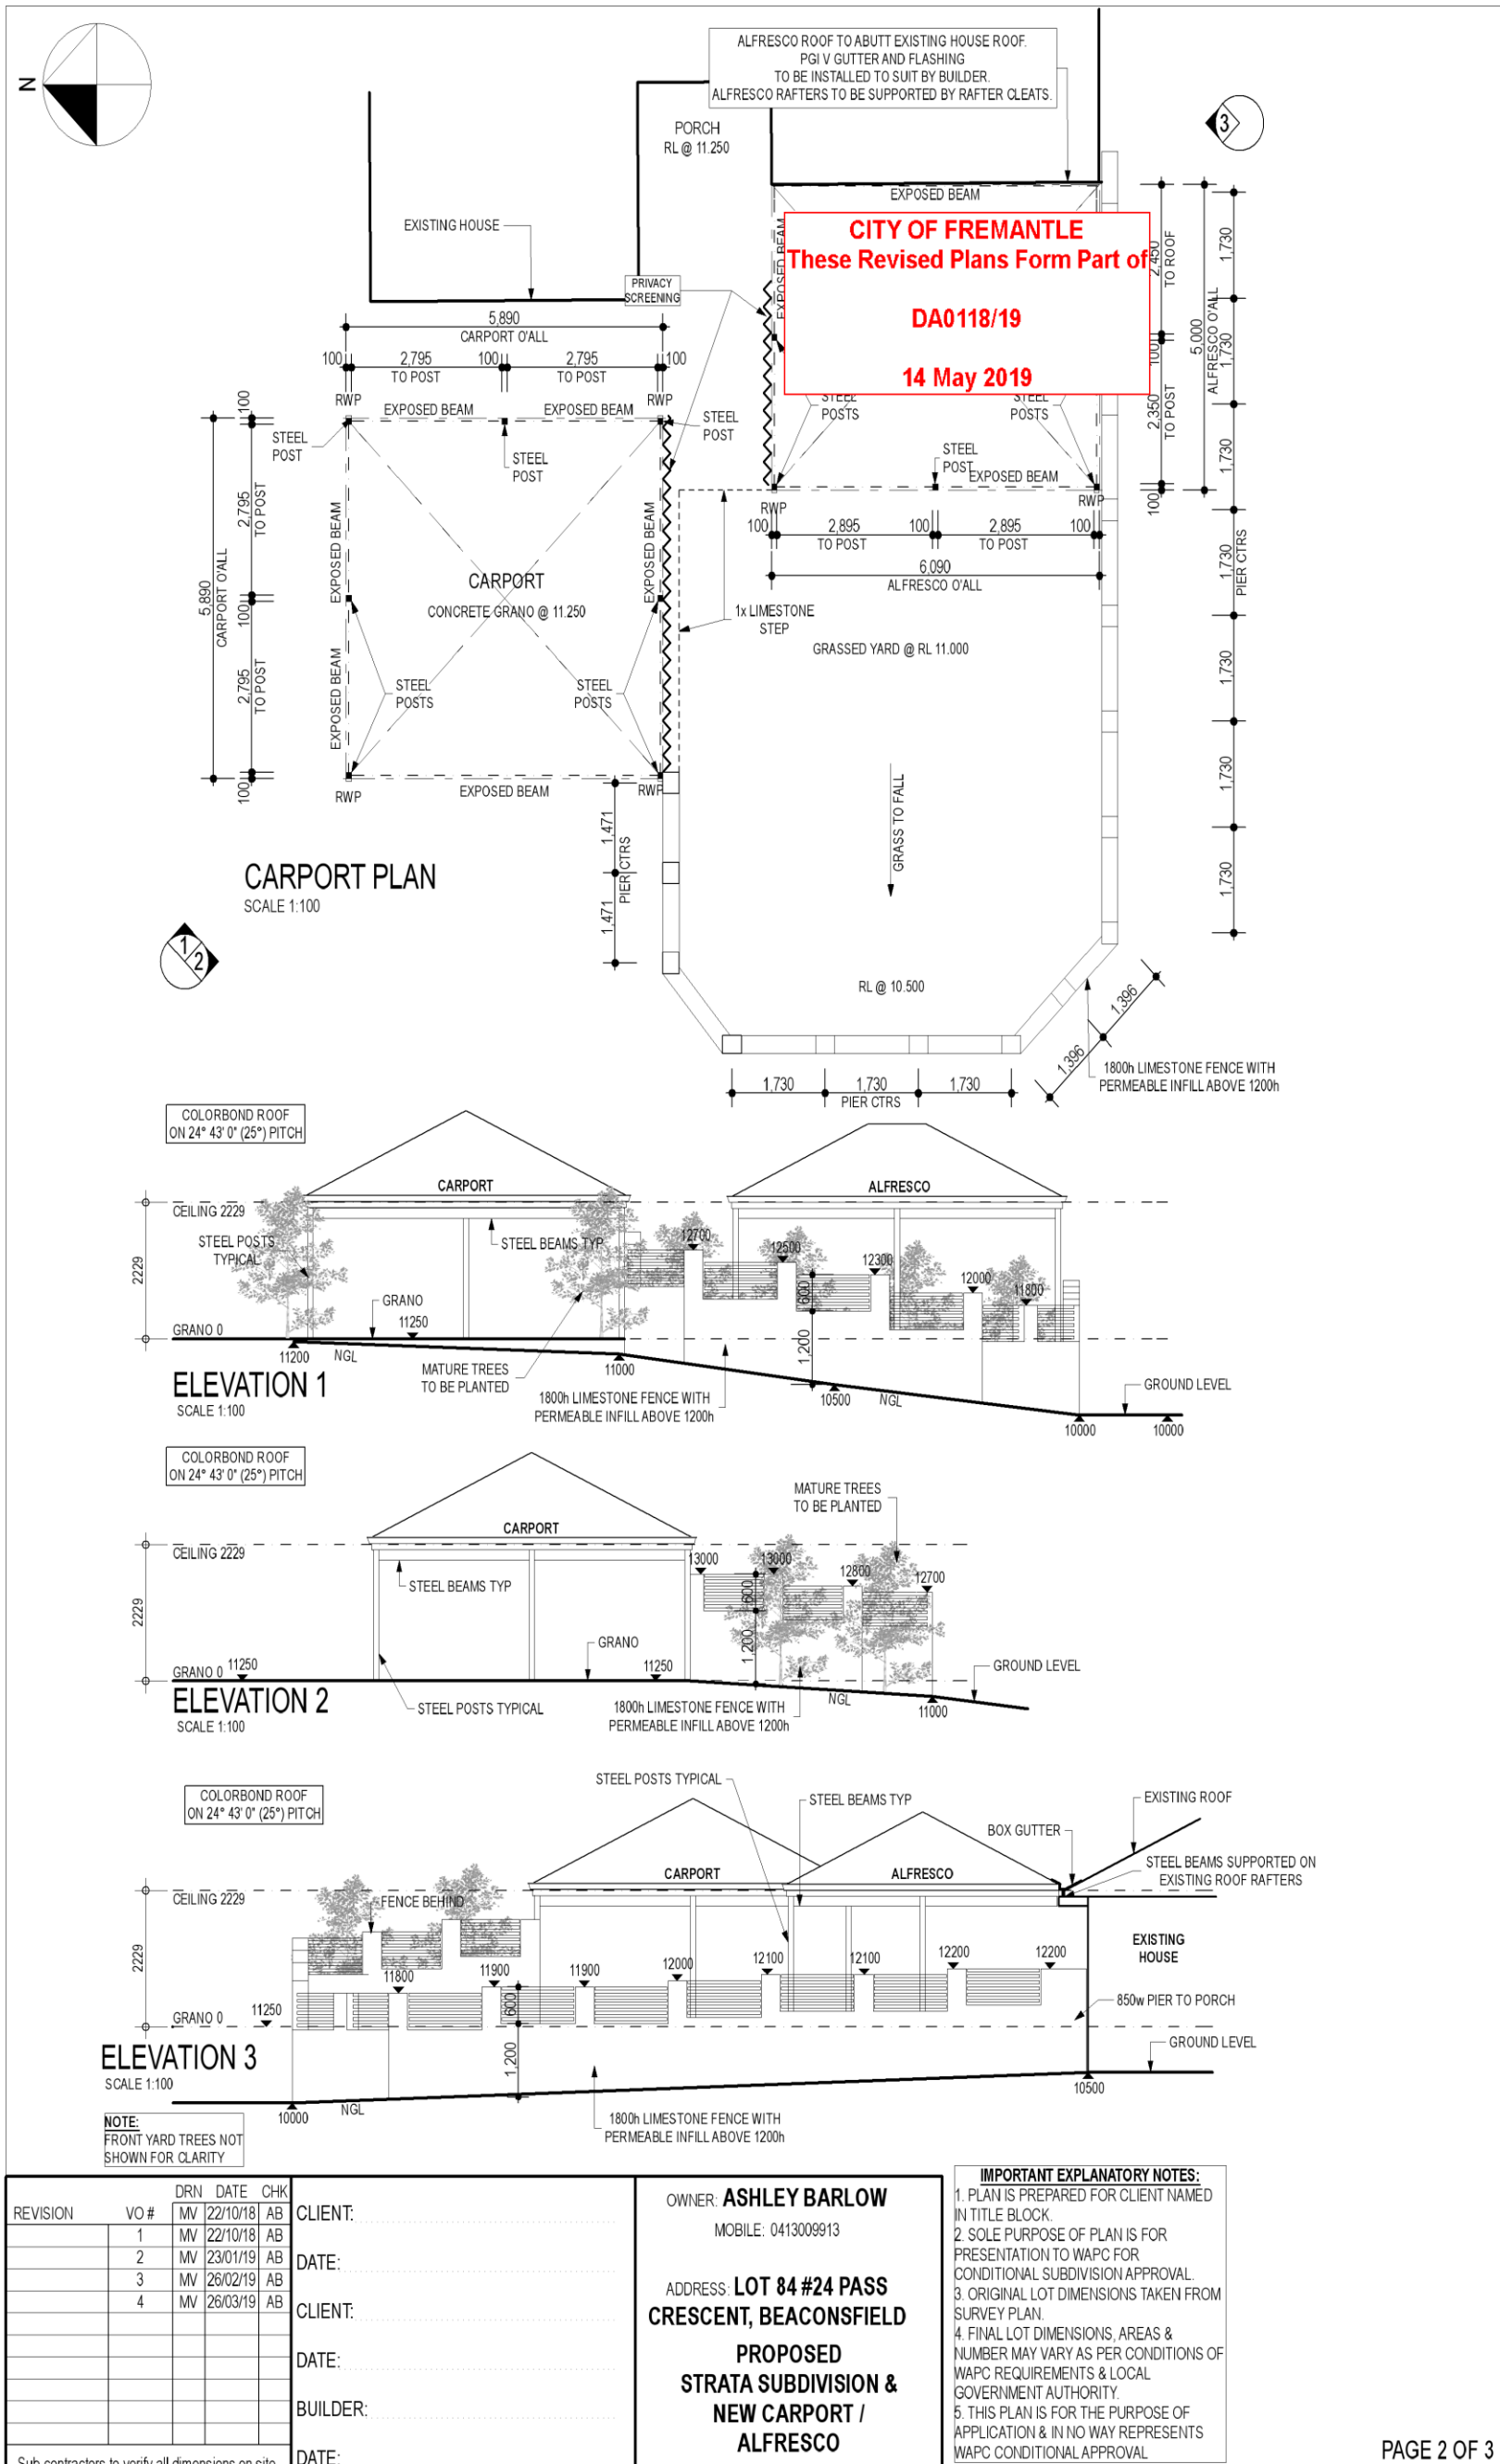 N
ALFRESCO ROOF TO ABUTT EXISTING HOUSE ROOF.
PGI V GUTTER AND FLASHING
TO BE INSTALLED TO SUIT BY BUILDER.
ALFRESCO RAFTERS TO BE SUPPORTED BY RAFTER CLEATS.
3
PORCH
RL @ 11.250
EXISTING HOUSE
PRIVACY
SCREENING
EXPOSED BEAM
EXPOSED BEAM
CITY OF FREMANTLE
These Revised Plans Form Part of
DA0118/19
14 May 2019
2,450
TO ROOF
100
2,350
TO POST
100
5,000
ALFRESCO O'ALL
1,730
1,730
1,730
1,730
PIER CTRS
1,730
1,730
1,730
5,890
CARPORT O'ALL
100
2,795
TO POST
100
2,795
TO POST
100
RWP
EXPOSED BEAM
EXPOSED BEAM
RWP
STEEL
POST
STEEL
POST
STEEL
POST
STEEL
POSTS
STEEL
POSTS
STEEL
POST
EXPOSED BEAM
RWP
RWP
100
2,895
TO POST
100
2,895
TO POST
100
6,090
ALFRESCO O'ALL
100
2,795
TO POST
100
2,795
TO POST
100
5,890
CARPORT O'ALL
EXPOSED BEAM
EXPOSED BEAM
EXPOSED BEAM
CARPORT
CONCRETE GRANO @ 11.250
STEEL
POSTS
STEEL
POSTS
RWP
EXPOSED BEAM
RWP
1x LIMESTONE
STEP
GRASSED YARD @ RL 11.000
GRASS TO FALL
1,471
PIER CTRS
1,471
CARPORT PLAN
SCALE 1:100
1
2
RL @ 10.500
1,396
1,396
1,730
1,730
1,730
PIER CTRS
1800h LIMESTONE FENCE WITH
PERMEABLE INFILL ABOVE 1200h
COLORBOND ROOF
ON 24° 43' 0" (25°) PITCH
CARPORT
ALFRESCO
CEILING 2229
STEEL POSTS
TYPICAL
STEEL BEAMS TYP
2229
12700
12500
12300
12000
11800
600
1,200
GRANO
11250
GRANO 0
11200
NGL
11000
10500
NGL
10000
10000
GROUND LEVEL
MATURE TREES
TO BE PLANTED
1800h LIMESTONE FENCE WITH
PERMEABLE INFILL ABOVE 1200h
ELEVATION 1
SCALE 1:100
COLORBOND ROOF
ON 24° 43' 0" (25°) PITCH
CARPORT
MATURE TREES
TO BE PLANTED
CEILING 2229
STEEL BEAMS TYP
2229
13000
13000
12800
12700
600
1,200
GRANO
GRANO 0
11250
11250
GROUND LEVEL
NGL
11000
STEEL POSTS TYPICAL
1800h LIMESTONE FENCE WITH
PERMEABLE INFILL ABOVE 1200h
ELEVATION 2
SCALE 1:100
COLORBOND ROOF
ON 24° 43' 0" (25°) PITCH
STEEL POSTS TYPICAL
STEEL BEAMS TYP
EXISTING ROOF
BOX GUTTER
STEEL BEAMS SUPPORTED ON
EXISTING ROOF RAFTERS
CARPORT
ALFRESCO
CEILING 2229
FENCE BEHIND
EXISTING
HOUSE
2229
11800
11900
11900
12000
12100
12100
12200
12200
600
1,200
850w PIER TO PORCH
GRANO 0
11250
GROUND LEVEL
10500
10000
NGL
ELEVATION 3
SCALE 1:100
1800h LIMESTONE FENCE WITH
PERMEABLE INFILL ABOVE 1200h
NOTE:
FRONT YARD TREES NOT
SHOWN FOR CLARITY
DRN DATE CHK
REVISION VO # MV 22/10/18 AB
1 MV 22/10/18 AB
2 MV 23/01/19 AB
3 MV 26/02/19 AB
4 MV 26/03/19 AB
Sub-contractors to verify all dimensions on site
CLIENT:
DATE:
CLIENT:
DATE:
BUILDER:
DATE:
OWNER: ASHLEY BARLOW
MOBILE: 0413009913
ADDRESS: LOT 84 #24 PASS
CRESCENT, BEACONSFIELD
PROPOSED
STRATA SUBDIVISION &
NEW CARPORT /
ALFRESCO
IMPORTANT EXPLANATORY NOTES:
1. PLAN IS PREPARED FOR CLIENT NAMED
IN TITLE BLOCK.
2. SOLE PURPOSE OF PLAN IS FOR
PRESENTATION TO WAPC FOR
CONDITIONAL SUBDIVISION APPROVAL.
3. ORIGINAL LOT DIMENSIONS TAKEN FROM
SURVEY PLAN.
4. FINAL LOT DIMENSIONS, AREAS &
NUMBER MAY VARY AS PER CONDITIONS OF
WAPC REQUIREMENTS & LOCAL
GOVERNMENT AUTHORITY.
5. THIS PLAN IS FOR THE PURPOSE OF
APPLICATION & IN NO WAY REPRESENTS
WAPC CONDITIONAL APPROVAL
PAGE 2 OF 3